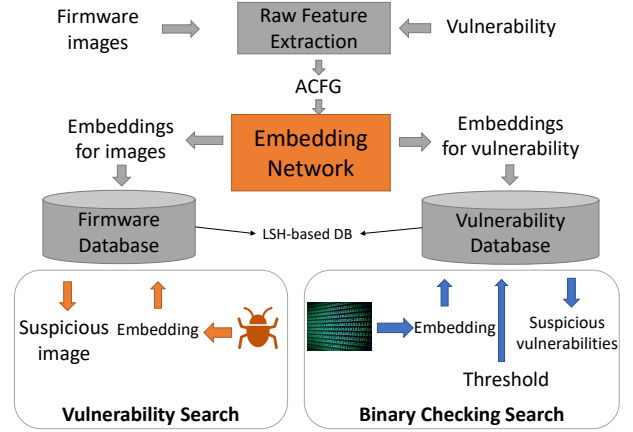 Firmware
images
Raw Feature
Extraction
Vulnerability
ACFG
Embeddings
for images
Embedding
Network
Embeddings
for vulnerability
Firmware
Database
LSH-based DB
Vulnerability
Database
Suspicious
image
Embedding
Vulnerability Search
Embedding
Threshold
Suspicious
vulnerabilities
Binary Checking Search